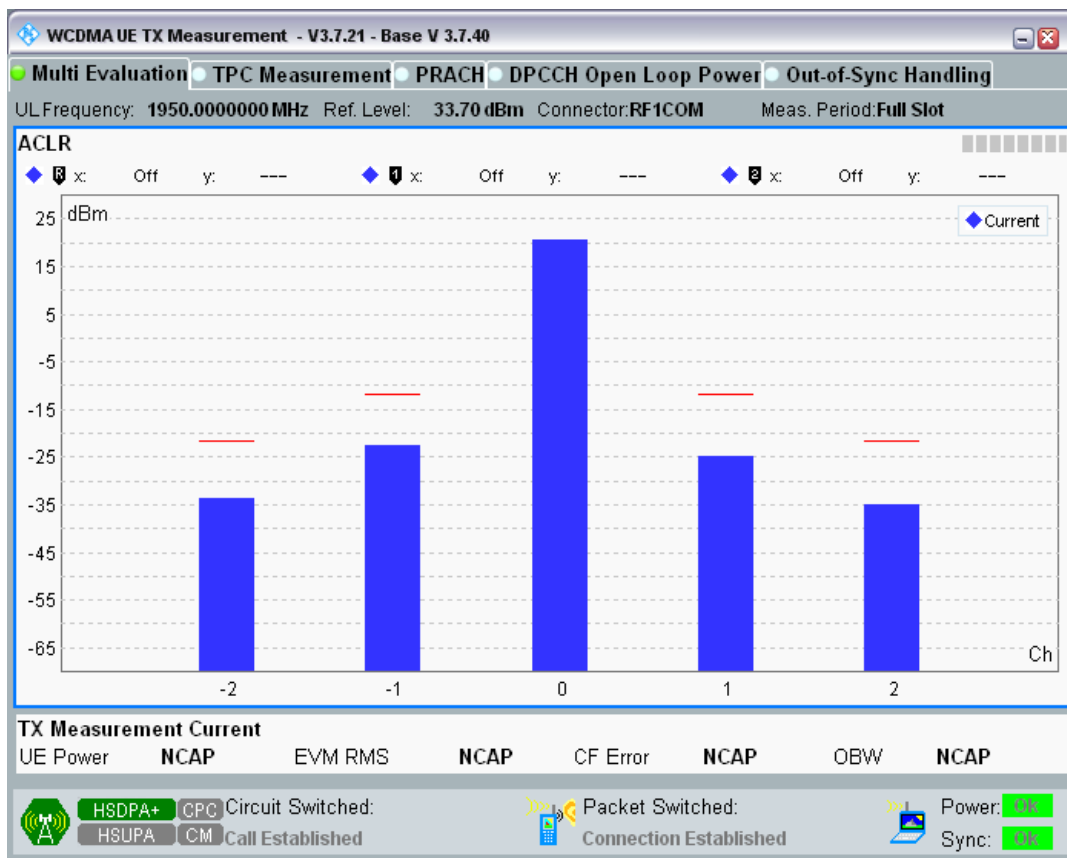 WCDMA UE TX Measurement - V3.7.21 - Base V 3.7.40
Multi Evaluation TPC Measurement PRACH DPCCH Open Loop Power Out-of-Sync Handling
UL Frequency: 1950.0000000 MHz Ref. Level: 33.70 dBm Connector:RF1COM Meas. Period:Full Slot
ACLR
R x: Off y: --- 1 x: Off y: --- 2 x: Off y: ---
dBm
Current
25
15
5
-5
-15
-25
-35
-45
-55
-65
Ch
-2 -1 0 1 2
TX Measurement Current
UE Power NCAP EVM RMS NCAP CF Error NCAP OBW NCAP
HSDPA+ CPC Circuit Switched: Packet Switched: Power: Ok
HSUPA CM Call Established Connection Established Sync: Ok